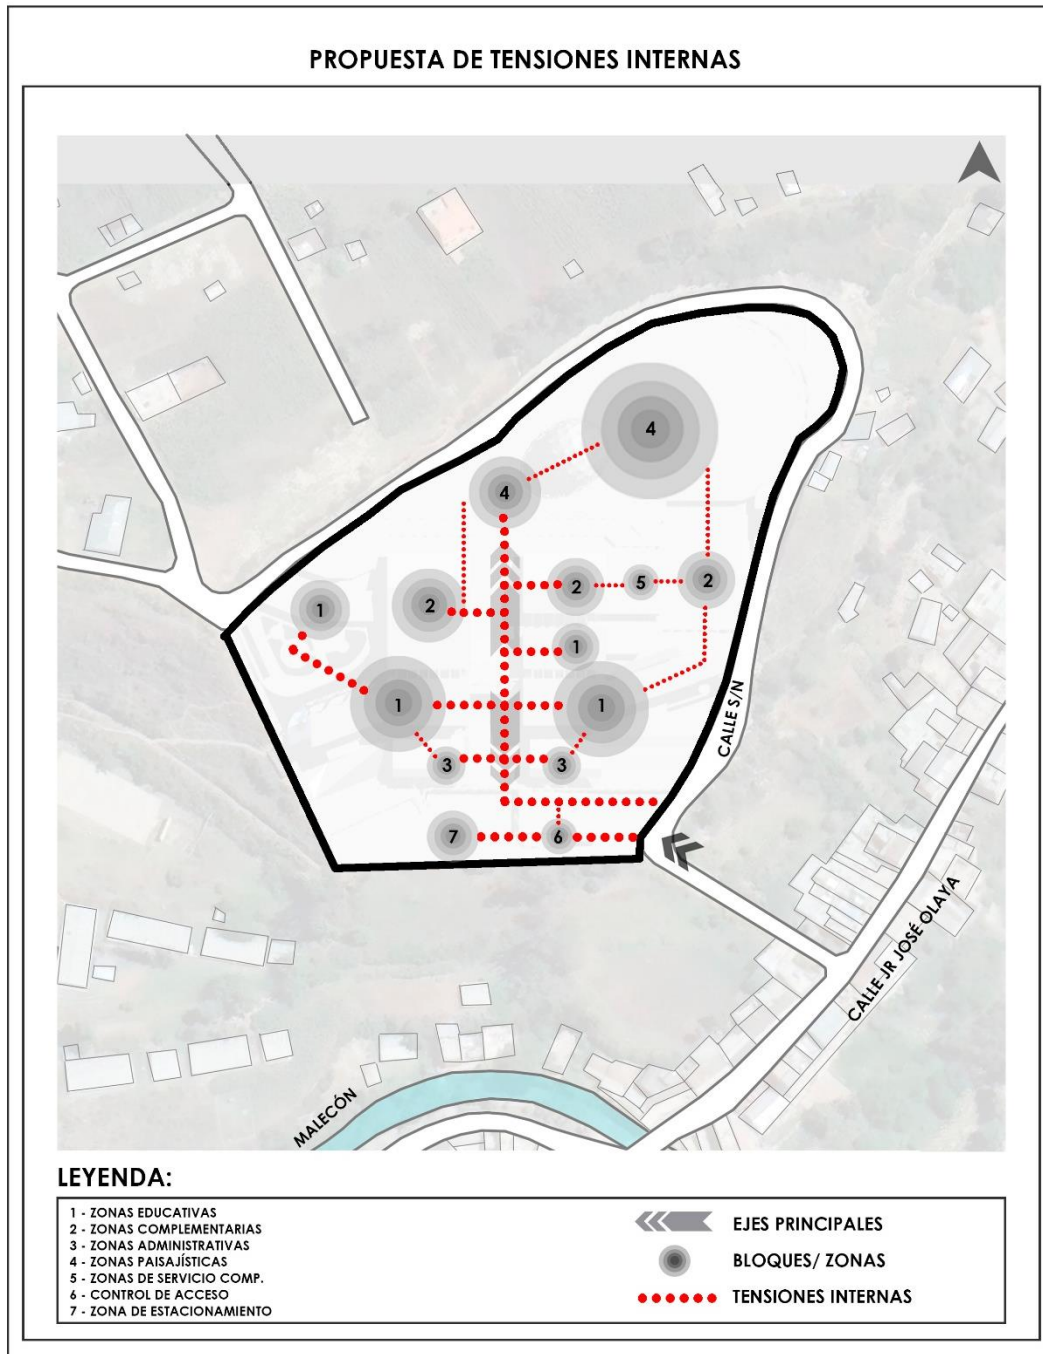 PROPUESTA DE TENSIONES INTERNAS
4
4
2
5
2
1
2
1
1
1
3
3
7
6
CALLE S/N
CALLE JR JOSÉ OLAYA
MALECÓN
LEYENDA:
1 - ZONAS EDUCATIVAS
2 - ZONAS COMPLEMENTARIAS
3 - ZONAS ADMINISTRATIVAS
4 - ZONAS PAISAJÍSTICAS
5 - ZONAS DE SERVICIO COMP.
6 - CONTROL DE ACCESO
7 - ZONA DE ESTACIONAMIENTO
EJES PRINCIPALES
BLOQUES/ ZONAS
TENSIONES INTERNAS